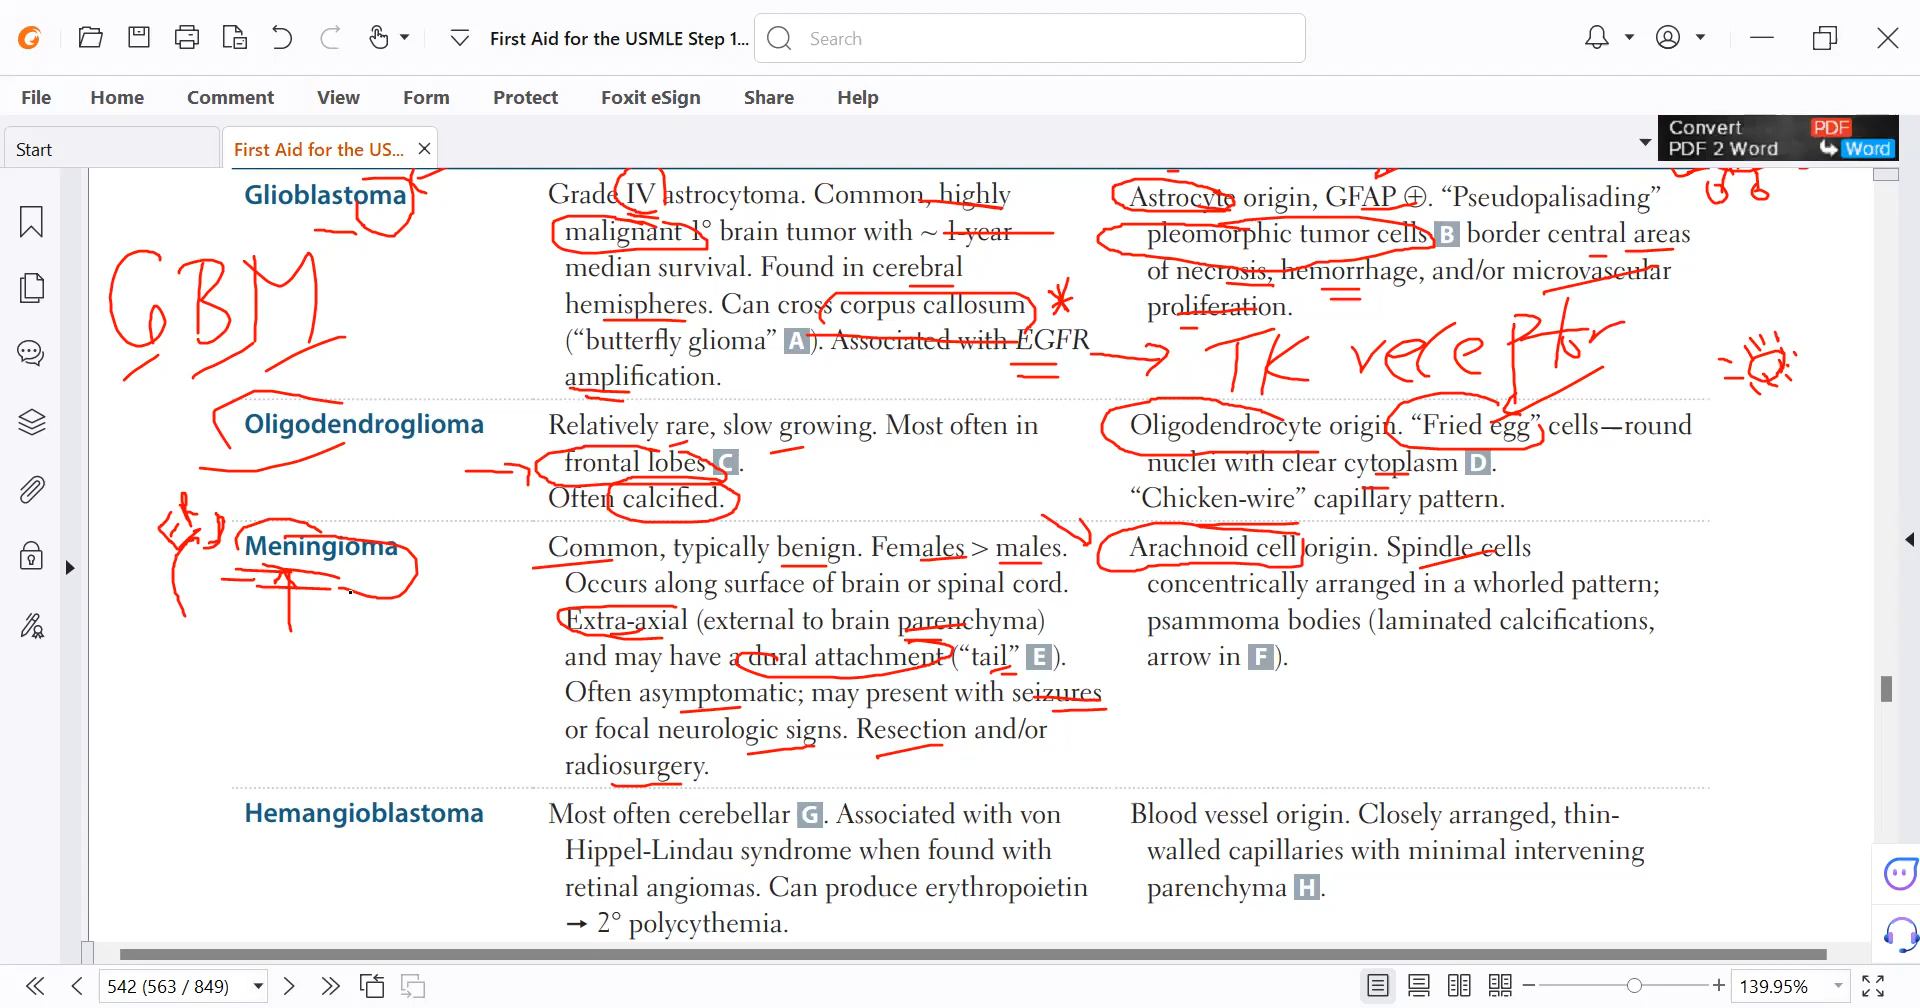 First Aid for the USMLE Step 1...
Search
File Home Comment View Form Protect Foxit eSign Share Help
Start
First Aid for the US...
Convert PDF
PDF 2 Word Word
Glioblastoma
Grade IV astrocytoma. Common, highly
malignant 1° brain tumor with ~ 1-year
median survival. Found in cerebral
hemispheres. Can cross corpus callosum
(“butterfly glioma” A). Associated with EGFR
amplification.
Astrocyte origin, GFAP ⊕. “Pseudopalisading”
pleomorphic tumor cells B border central areas
of necrosis, hemorrhage, and/or microvascular
proliferation.
GBM
TK receptor
Oligodendroglioma
Relatively rare, slow growing. Most often in
frontal lobes C.
Often calcified.
Oligodendrocyte origin. “Fried egg” cells—round
nuclei with clear cytoplasm D.
“Chicken-wire” capillary pattern.
Meningioma
Common, typically benign. Females > males.
Occurs along surface of brain or spinal cord.
Extra-axial (external to brain parenchyma)
and may have a dural attachment (“tail” E).
Often asymptomatic; may present with seizures
or focal neurologic signs. Resection and/or
radiosurgery.
Arachnoid cell origin. Spindle cells
concentrically arranged in a whorled pattern;
psammoma bodies (laminated calcifications,
arrow in F).
Hemangioblastoma
Most often cerebellar G. Associated with von
Hippel-Lindau syndrome when found with
retinal angiomas. Can produce erythropoietin
→ 2° polycythemia.
Blood vessel origin. Closely arranged, thin-
walled capillaries with minimal intervening
parenchyma H.
542 (563 / 849)
139.95%